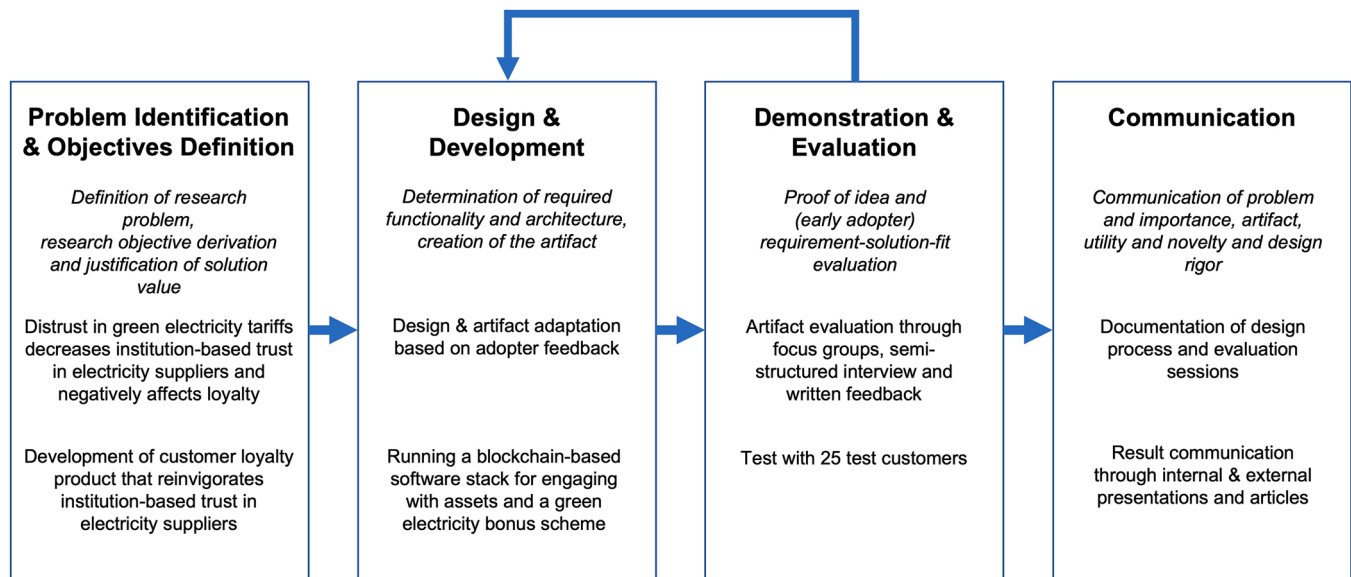 Problem Identification
& Objectives Definition
Definition of research
problem,
research objective derivation
and justification of solution
value
Distrust in green electricity tariffs
decreases institution-based trust
in electricity suppliers and
negatively affects loyalty
Development of customer loyalty
product that reinvigorates
institution-based trust in
electricity suppliers
Design &
Development
Determination of required
functionality and architecture,
creation of the artifact
Design & artifact adaptation
based on adopter feedback
Running a blockchain-based
software stack for engaging
with assets and a green
electricity bonus scheme
Demonstration &
Evaluation
Proof of idea and
(early adopter)
requirement-solution-fit
evaluation
Artifact evaluation through
focus groups, semi-
structured interview and
written feedback
Test with 25 test customers
Communication
Communication of problem
and importance, artifact,
utility and novelty and design
rigor
Documentation of design
process and evaluation
sessions
Result communication
through internal & external
presentations and articles